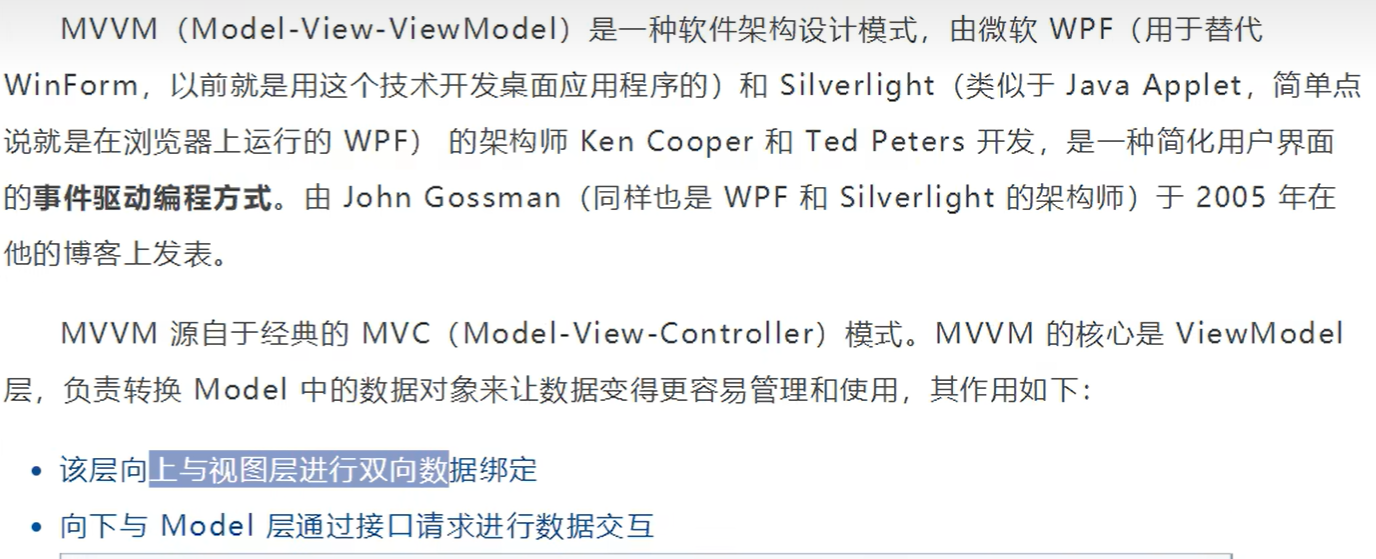 MVVM（Model-View-ViewModel）是一种软件架构设计模式，由微软 WPF（用于替代
WinForm，以前就是用这个技术开发桌面应用程序的）和 Silverlight（类似于 Java Applet，简单点
说就是在浏览器上运行的 WPF） 的架构师 Ken Cooper 和 Ted Peters 开发，是一种简化用户界面
的事件驱动编程方式。由 John Gossman（同样也是 WPF 和 Silverlight 的架构师）于 2005 年在
他的博客上发表。
MVVM 源自于经典的 MVC（Model-View-Controller）模式。MVVM 的核心是 ViewModel
层，负责转换 Model 中的数据对象来让数据变得更容易管理和使用，其作用如下：
• 该层向上与视图层进行双向数据绑定
• 向下与 Model 层通过接口请求进行数据交互